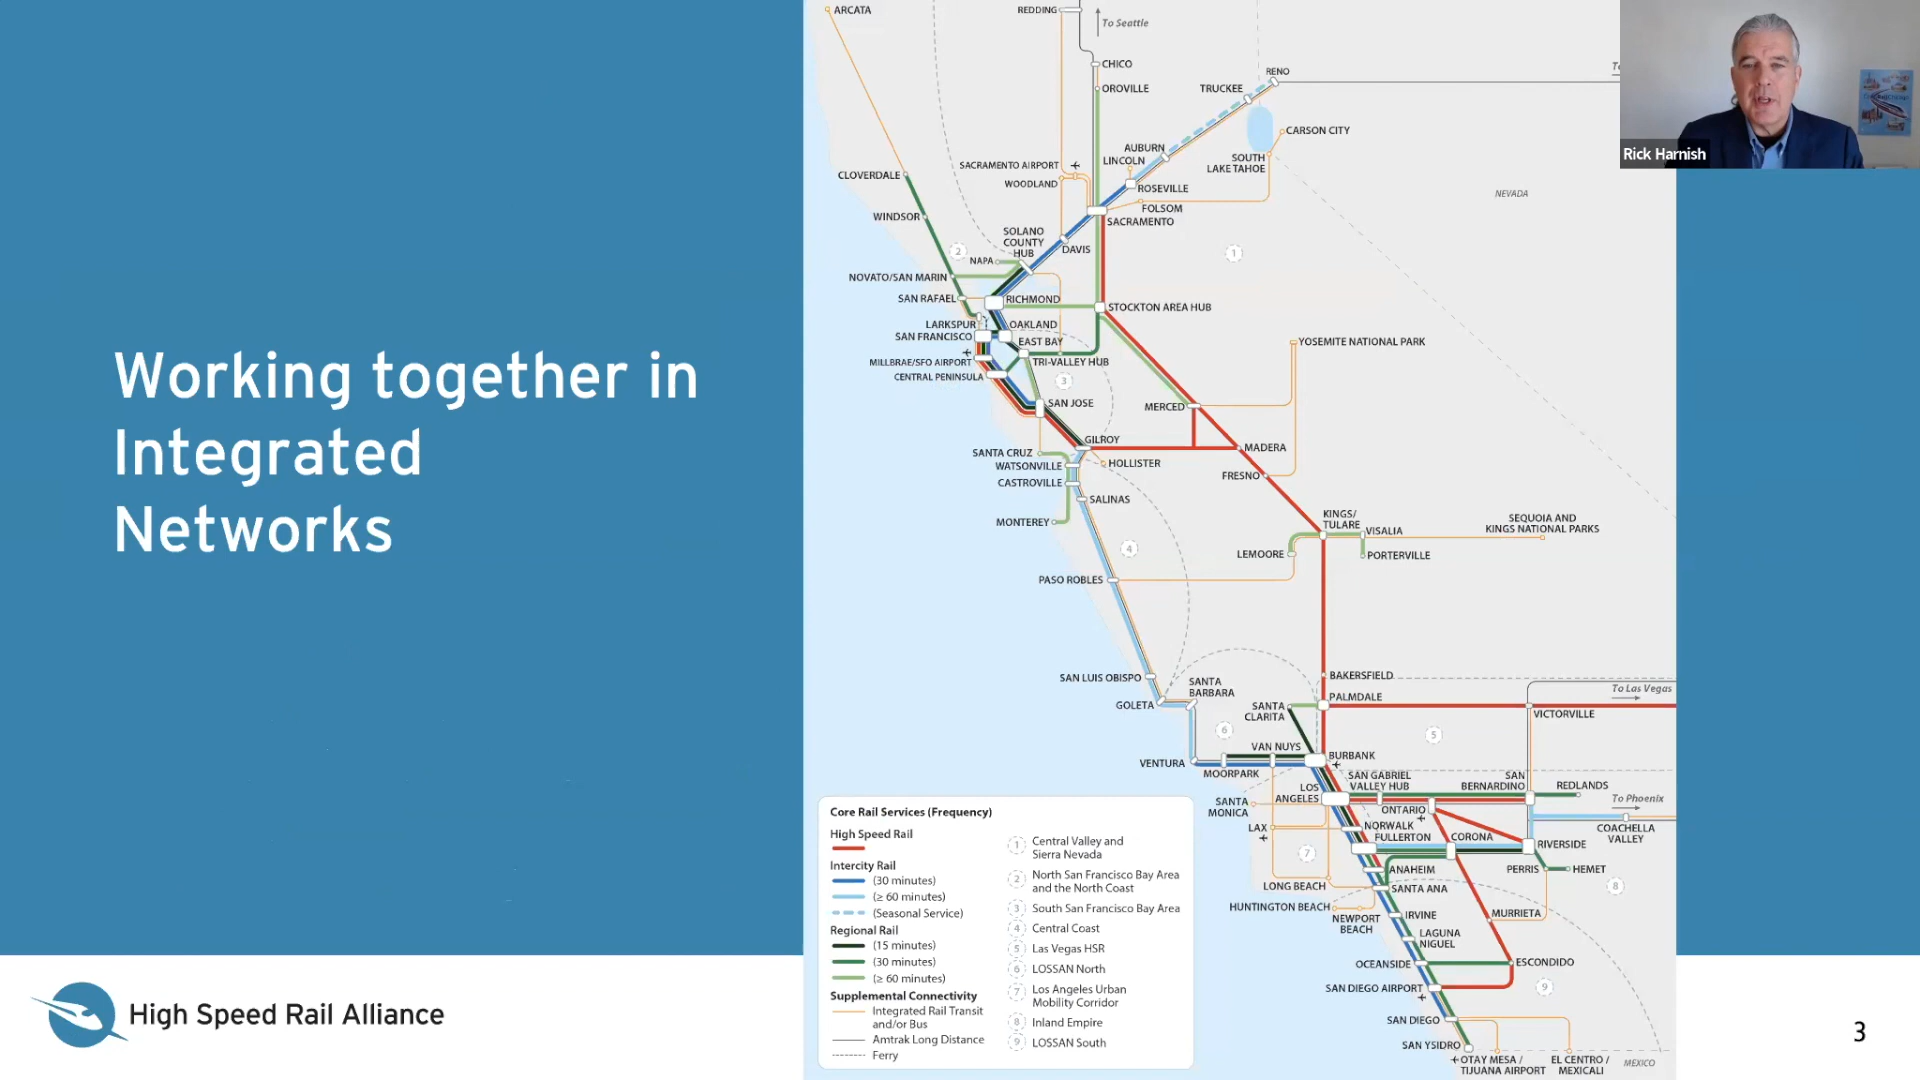 Working together in
Integrated
Networks
High Speed Rail Alliance
3
Rick Harnish
ARCATA
REDDING
To Seattle
CHICO
OROVILLE
RENO
TRUCKEE
CARSON CITY
AUBURN
LINCOLN
SOUTH
LAKE TAHOE
SACRAMENTO AIRPORT
WOODLAND
ROSEVILLE
FOLSOM
SACRAMENTO
NEVADA
CLOVERDALE
WINDSOR
SOLANO
COUNTY
HUB
DAVIS
2
1
NAPA
NOVATO/SAN MARIN
SAN RAFAEL
RICHMOND
STOCKTON AREA HUB
LARKSPUR
OAKLAND
SAN FRANCISCO
EAST BAY
YOSEMITE NATIONAL PARK
MILLBRAE/SFO AIRPORT
TRI-VALLEY HUB
CENTRAL PENINSULA
3
SAN JOSE
MERCED
GILROY
MADERA
SANTA CRUZ
WATSONVILLE
HOLLISTER
FRESNO
CASTROVILLE
SALINAS
MONTEREY
KINGS/
TULARE
VISALIA
SEQUOIA AND
KINGS NATIONAL PARKS
4
LEMOORE
PORTERVILLE
PASO ROBLES
SAN LUIS OBISPO
SANTA
BARBARA
BAKERSFIELD
PALMDALE
To Las Vegas
GOLETA
SANTA
CLARITA
VICTORVILLE
6
5
VAN NUYS
BURBANK
VENTURA
MOORPARK
SAN GABRIEL
VALLEY HUB
SAN
BERNARDINO
REDLANDS
LOS
ANGELES
SANTA
MONICA
ONTARIO
To Phoenix
LAX
NORWALK
FULLERTON
CORONA
COACHELLA
VALLEY
RIVERSIDE
7
ANAHEIM
PERRIS
HEMET
LONG BEACH
SANTA ANA
8
HUNTINGTON BEACH
NEWPORT
BEACH
IRVINE
MURRIETA
LAGUNA
NIGUEL
OCEANSIDE
ESCONDIDO
SAN DIEGO AIRPORT
9
SAN DIEGO
SAN YSIDRO
OTAY MESA /
TIJUANA AIRPORT
EL CENTRO /
MEXICALI
MEXICO
Core Rail Services (Frequency)
High Speed Rail
Intercity Rail
(30 minutes)
(≥ 60 minutes)
(Seasonal Service)
Regional Rail
(15 minutes)
(30 minutes)
(≥ 60 minutes)
Supplemental Connectivity
Integrated Rail Transit
and/or Bus
Amtrak Long Distance
Ferry
1 Central Valley and
Sierra Nevada
2 North San Francisco Bay Area
and the North Coast
3 South San Francisco Bay Area
4 Central Coast
5 Las Vegas HSR
6 LOSSAN North
7 Los Angeles Urban
Mobility Corridor
8 Inland Empire
9 LOSSAN South